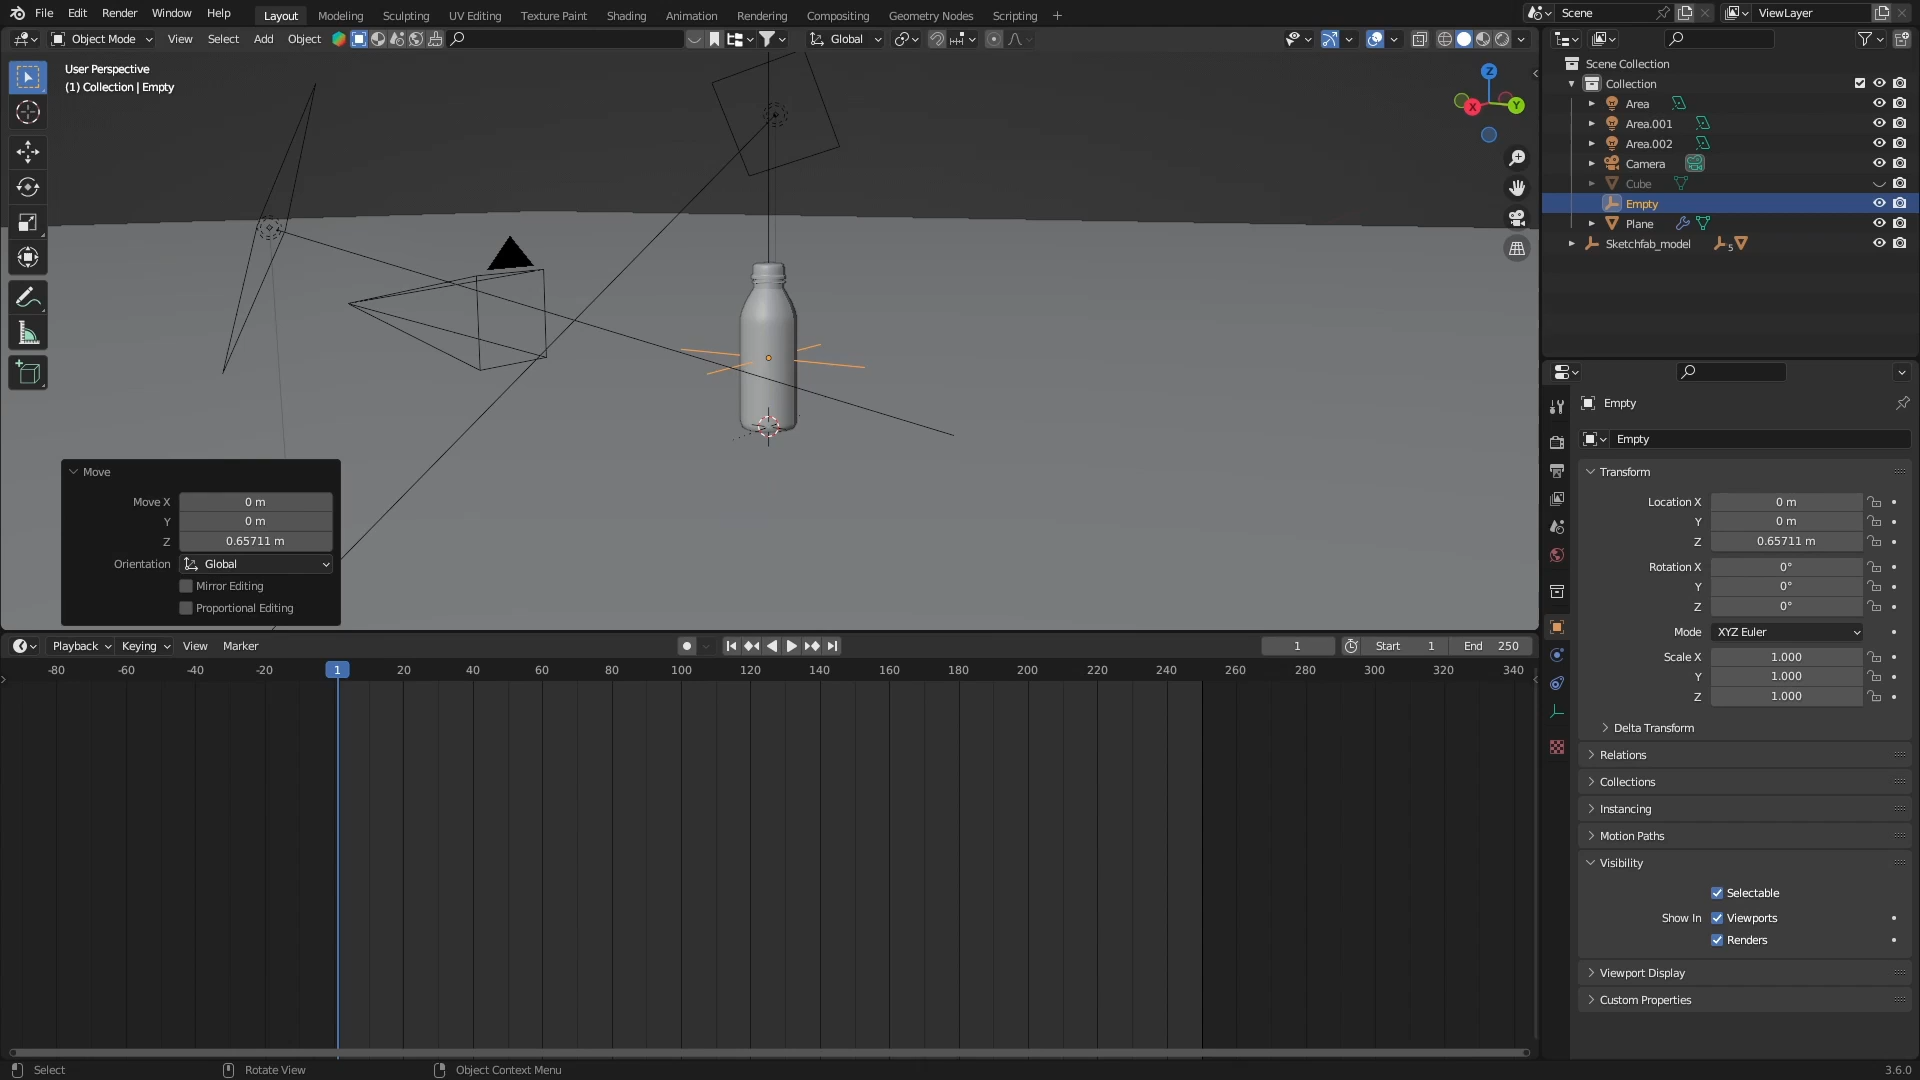 File Edit Render Window Help Layout Modeling Sculpting UV Editing Texture Paint Shading Animation Rendering Compositing Geometry Nodes Scripting + Scene ViewLayer
Object Mode View Select Add Object Global
User Perspective
(1) Collection | Empty
Z
X
Y
Move
Move X 0 m
Y 0 m
Z 0.65711 m
Orientation Global
Mirror Editing
Proportional Editing
Playback Keying View Marker 1 Start 1 End 250
-80 -60 -40 -20 1 20 40 60 80 100 120 140 160 180 200 220 240 260 280 300 320 340
Select Rotate View Object Context Menu 3.6.0
Scene Collection
Collection
Area
Area.001
Area.002
Camera
Cube
Empty
Plane
Sketchfab_model 5
Empty
Empty
Transform
Location X 0 m
Y 0 m
Z 0.65711 m
Rotation X 0°
Y 0°
Z 0°
Mode XYZ Euler
Scale X 1.000
Y 1.000
Z 1.000
Delta Transform
Relations
Collections
Instancing
Motion Paths
Visibility
Selectable
Show In Viewports
Renders
Viewport Display
Custom Properties